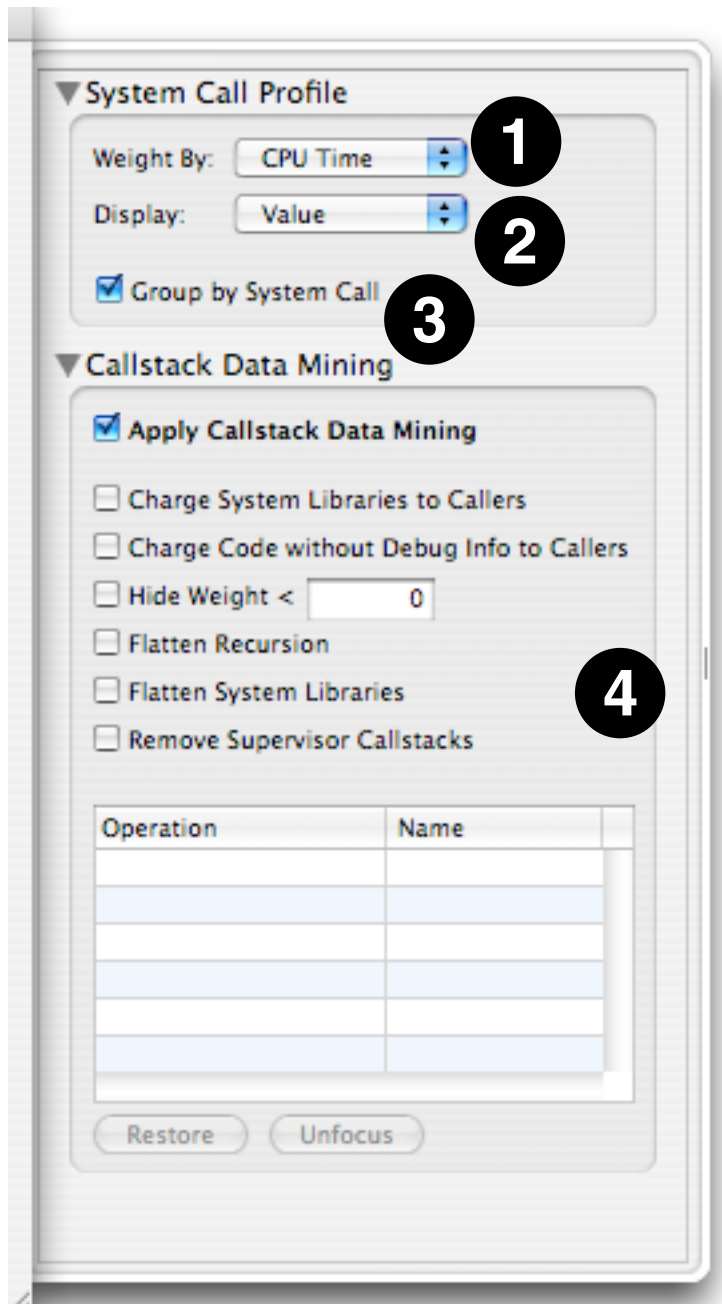 System Call Profile
Weight By: CPU Time 1
Display: Value 2
Group by System Call 3
Callstack Data Mining
Apply Callstack Data Mining
Charge System Libraries to Callers
Charge Code without Debug Info to Callers
Hide Weight < 0
Flatten Recursion
Flatten System Libraries 4
Remove Supervisor Callstacks
Operation Name
Restore Unfocus